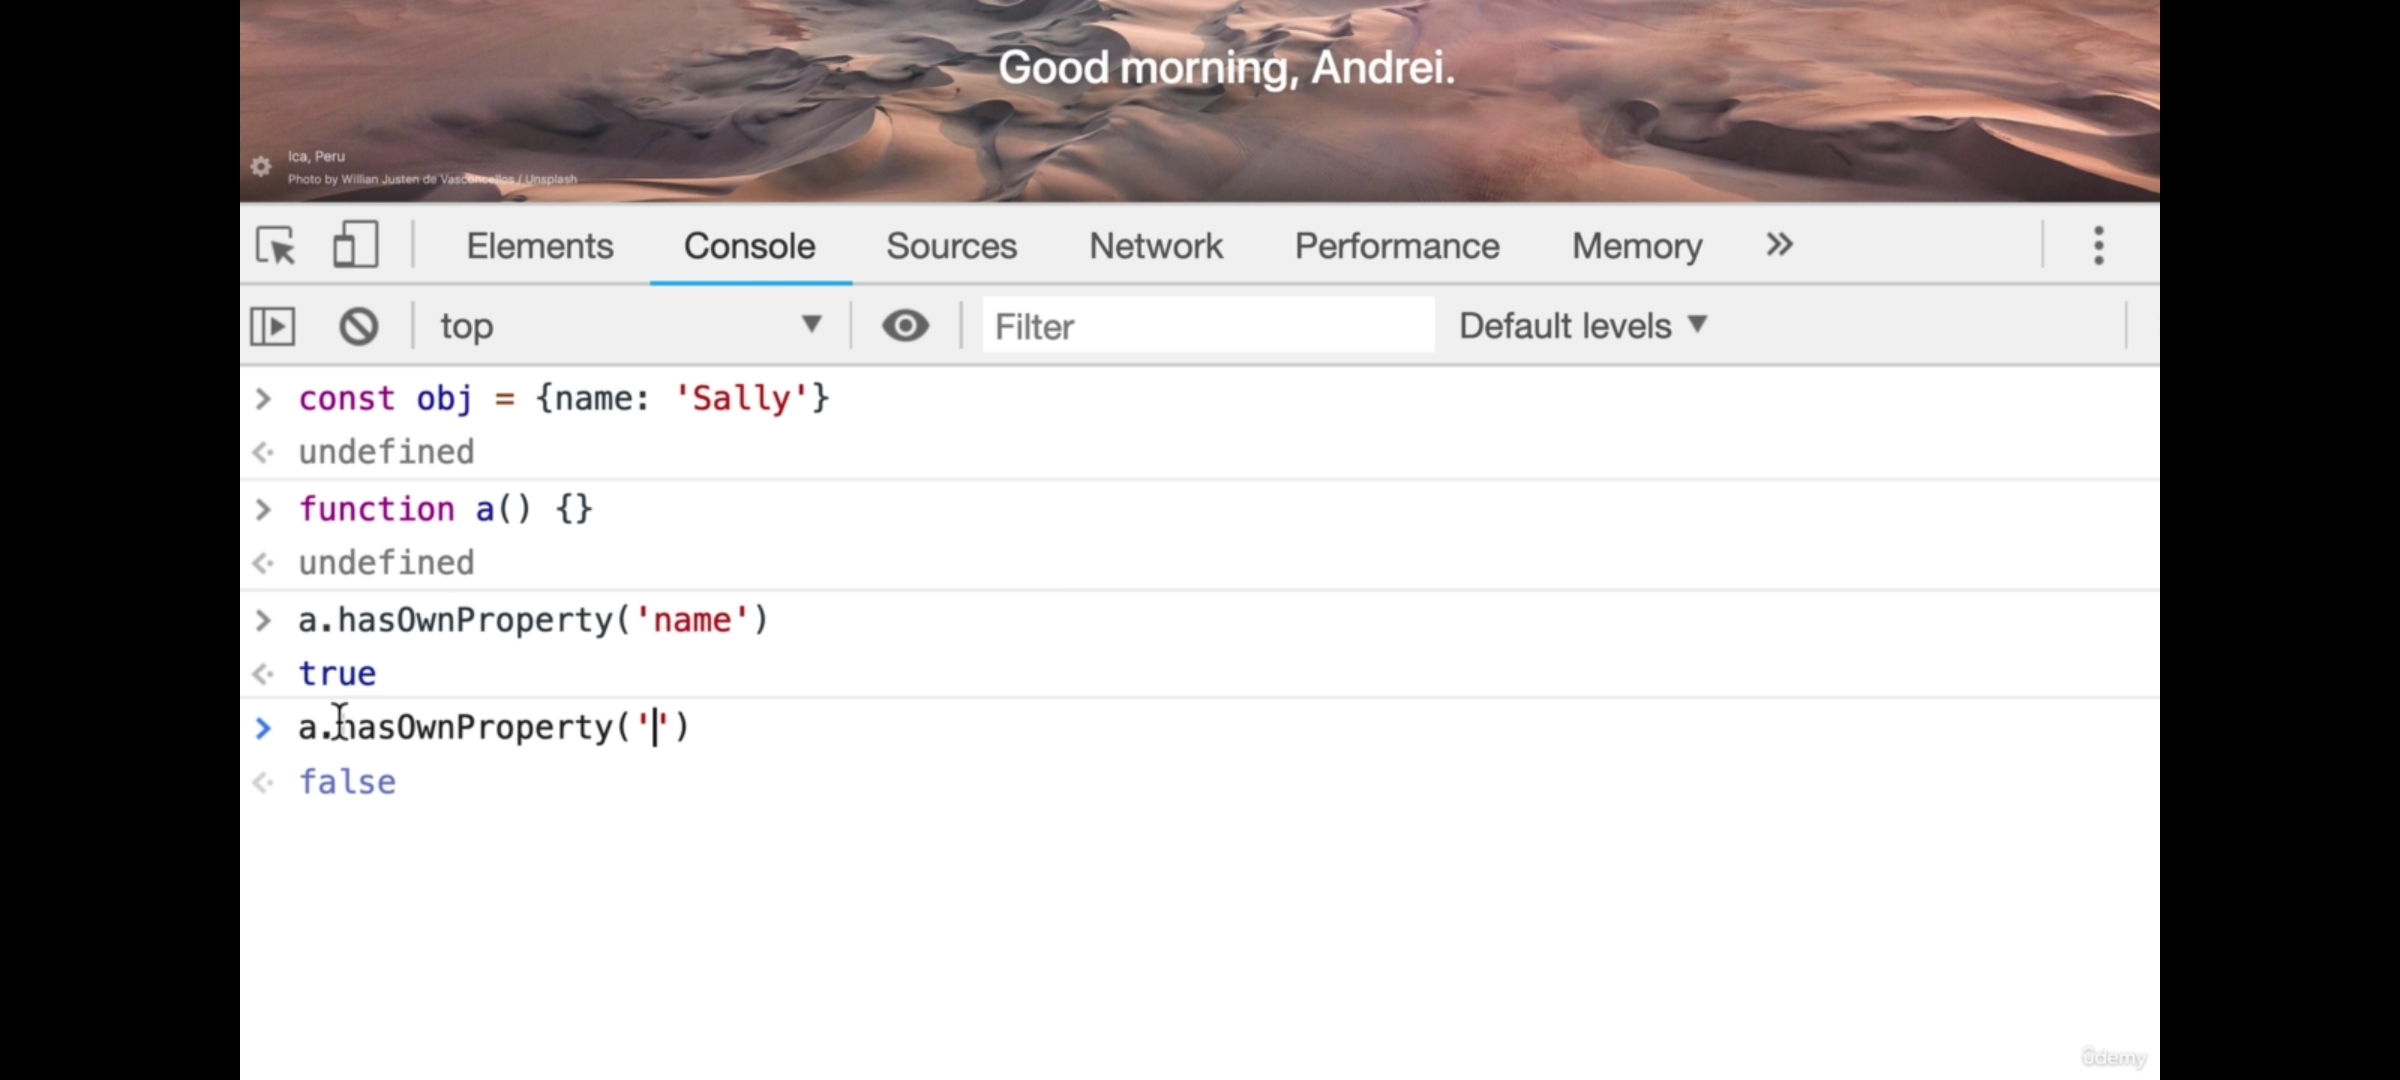 Good morning, Andrei.
Ica, Peru
Photo by Willian Justen de Vasconcellos / Unsplash
Elements Console Sources Network Performance Memory »
top ▼ Filter Default levels ▼
> const obj = {name: 'Sally'}
<· undefined
> function a() {}
<· undefined
> a.hasOwnProperty('name')
<· true
> a.hasOwnProperty('')
<· false
ûdemy